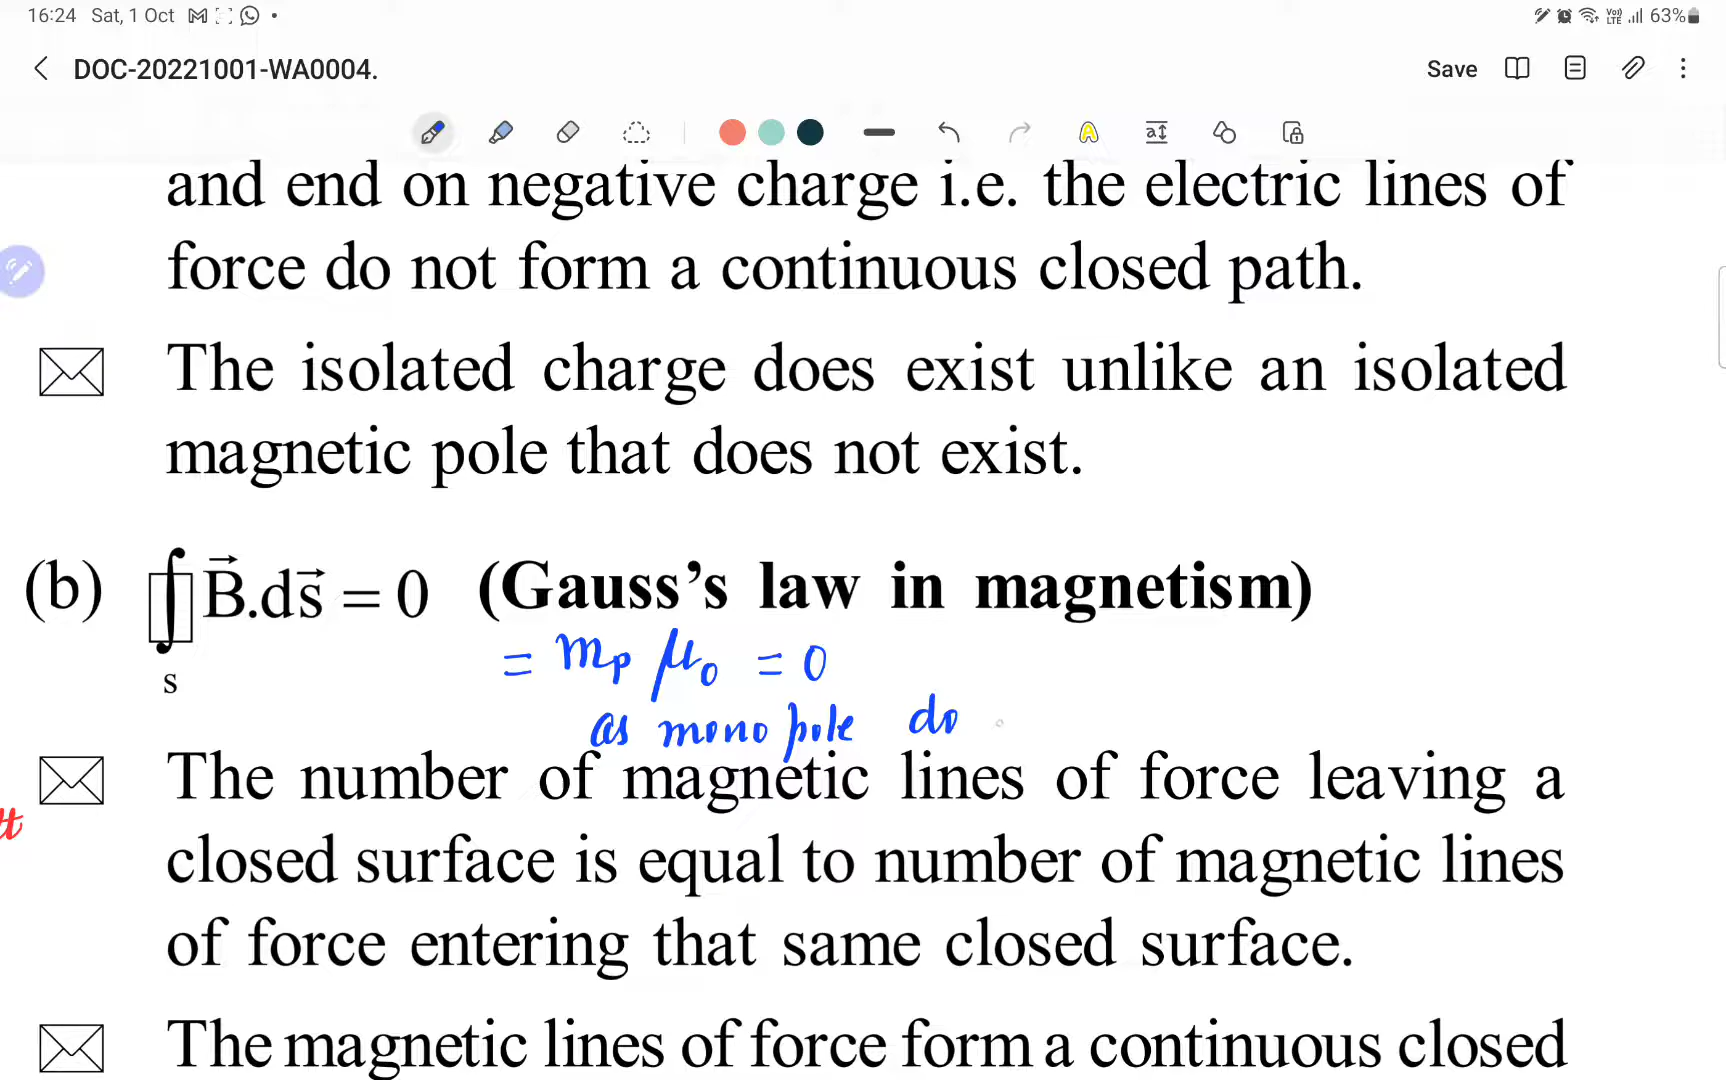 16:24 Sat, 1 Oct
63%
DOC-20221001-WA0004.
Save
and end on negative charge i.e. the electric lines of
force do not form a continuous closed path.
The isolated charge does exist unlike an isolated
magnetic pole that does not exist.
(b) ∮ₛ B⃗.ds⃗ = 0 (Gauss’s law in magnetism)
= mₚ μ₀ = 0
as mono pole do
The number of magnetic lines of force leaving a
closed surface is equal to number of magnetic lines
of force entering that same closed surface.
The magnetic lines of force form a continuous closed